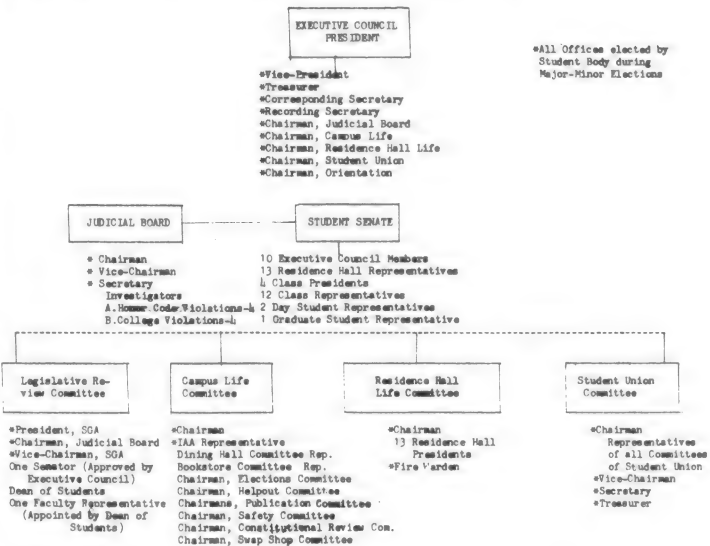 EXECUTIVE COUNCIL
PRESIDENT
*All Offices elected by
Student Body during
Major-Minor Elections
*Vice-President
*Treasurer
*Corresponding Secretary
*Recording Secretary
*Chairman, Judicial Board
*Chairman, Campus Life
*Chairman, Residence Hall Life
*Chairman, Student Union
*Chairman, Orientation
JUDICIAL BOARD
* Chairman
* Vice-Chairman
* Secretary
Investigators
A.Honor Code Violations-4
B.College Violations-4
STUDENT SENATE
10 Executive Council Members
13 Residence Hall Representatives
4 Class Presidents
12 Class Representatives
2 Day Student Representatives
1 Graduate Student Representative
Legislative Re-
view Committee
*President, SGA
*Chairman, Judicial Board
*Vice-Chairman, SGA
One Senator (Approved by
Executive Council)
Dean of Students
One Faculty Representative
(Appointed by Dean of
Students)
Campus Life
Committee
*Chairman
*IAA Representative
Dining Hall Committee Rep.
Bookstore Committee Rep.
Chairman, Elections Committee
Chairman, Helpout Committee
Chairmans, Publication Committee
Chairman, Safety Committee
Chairman, Constitutional Review Com.
Chairman, Swap Shop Committee
Residence Hall
Life Committee
*Chairman
13 Residence Hall
Presidents
*Fire Warden
Student Union
Committee
*Chairman
Representatives
of all Committees
of Student Union
*Vice-Chairman
*Secretary
*Treasurer